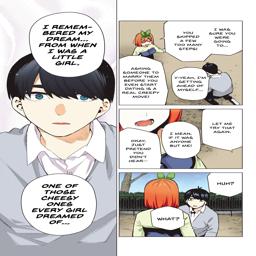 I REMEM-
BERED MY
DREAM...
FROM WHEN
I WAS A
LITTLE
GIRL.
ONE OF
THOSE
CHEESY
ONES
EVERY GIRL
DREAMED
OF...
I WAS
SURE YOU
WERE
GOING
TO...
YOU
SKIPPED
A FEW
TOO MANY
STEPS!
Y-YEAH, I'M
GETTING
AHEAD OF
MYSELF...
ASKING
SOMEONE TO
MARRY THEM
BEFORE YOU
EVEN START
DATING IS A
REAL CREEPY
MOVE!
LET ME
TRY THAT
AGAIN.
I MEAN,
IF IT WAS
ANYONE
BUT ME!
OKAY,
JUST
PRETEND
YOU
DIDN'T
HEAR--
HUH?
WHAT?